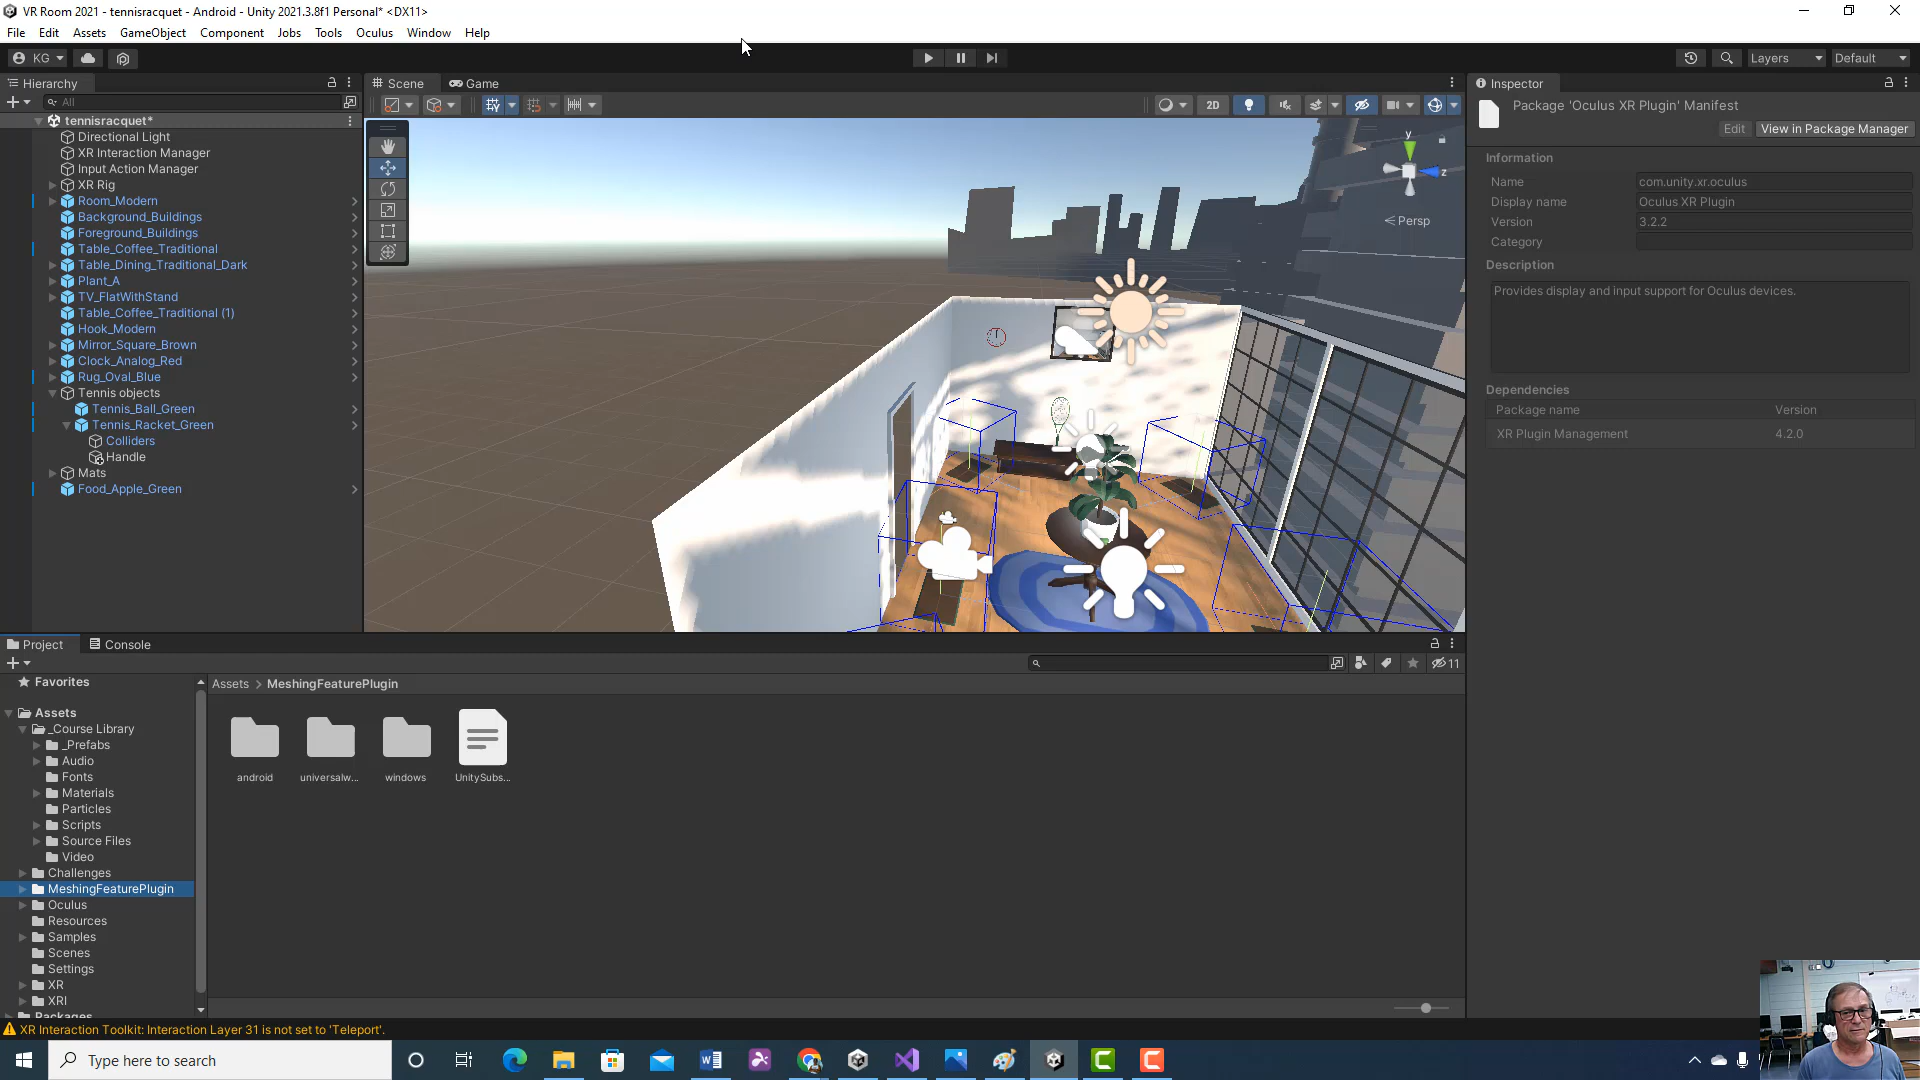 VR Room 2021 - tennisracquet - Android - Unity 2021.3.8f1 Personal* <DX11>
File Edit Assets GameObject Component Jobs Tools Oculus Window Help
KG Layers Default
Hierarchy Scene Game Inspector
All 2D
Package 'Oculus XR Plugin' Manifest
Edit View in Package Manager
tennisracquet*
Directional Light
XR Interaction Manager
Input Action Manager
XR Rig
Room_Modern
Background_Buildings
Foreground_Buildings
Table_Coffee_Traditional
Table_Dining_Traditional_Dark
Plant_A
TV_FlatWithStand
Table_Coffee_Traditional (1)
Hook_Modern
Mirror_Square_Brown
Clock_Analog_Red
Rug_Oval_Blue
Tennis objects
Tennis_Ball_Green
Tennis_Racket_Green
Colliders
Handle
Mats
Food_Apple_Green
y
z
Persp
Information
Name com.unity.xr.oculus
Display name Oculus XR Plugin
Version 3.2.2
Category
Description
Provides display and input support for Oculus devices.
Dependencies
Package name Version
XR Plugin Management 4.2.0
Project Console
11
Favorites
Assets
_Course Library
_Prefabs
Audio
Fonts
Materials
Particles
Scripts
Source Files
Video
Challenges
MeshingFeaturePlugin
Oculus
Resources
Samples
Scenes
Settings
XR
XRI
Packages
Assets > MeshingFeaturePlugin
android universalw... windows UnitySubs...
XR Interaction Toolkit: Interaction Layer 31 is not set to 'Teleport'.
Type here to search